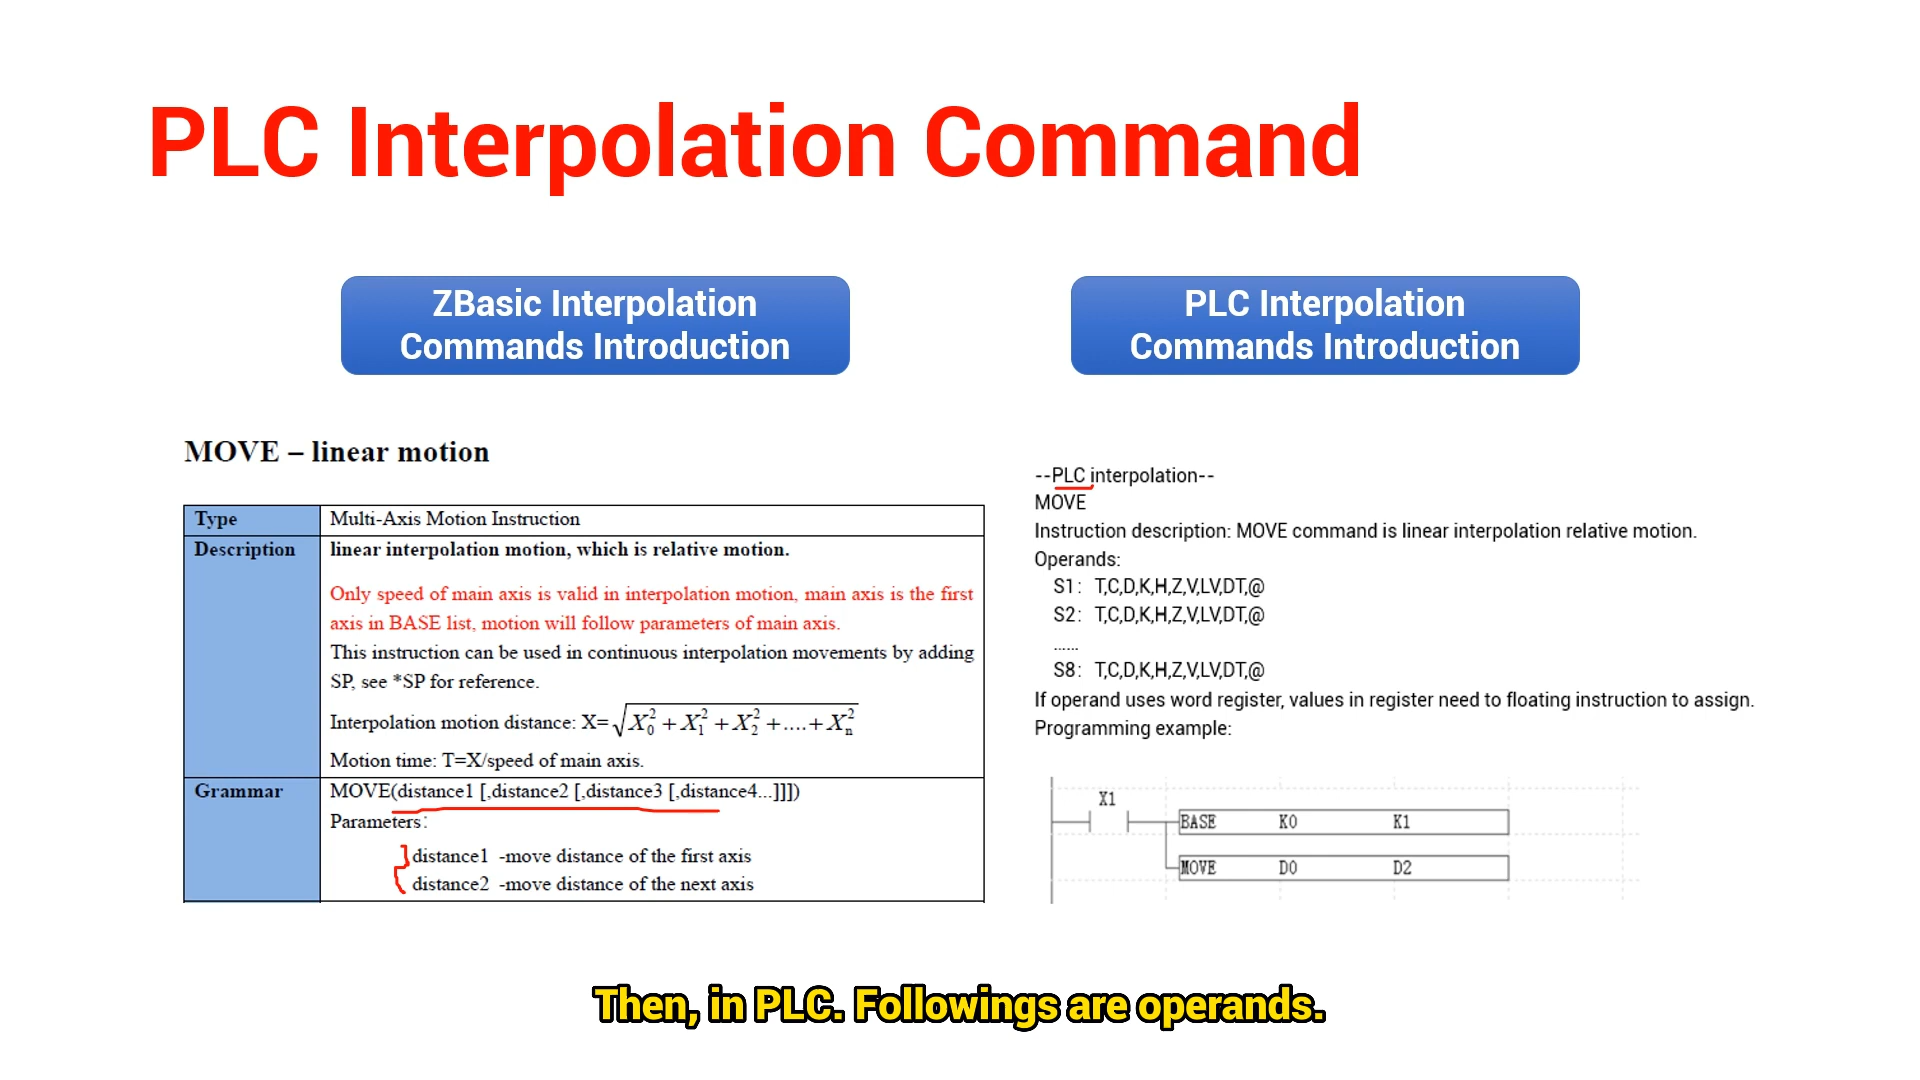 PLC Interpolation Command
ZBasic Interpolation
Commands Introduction
PLC Interpolation
Commands Introduction
MOVE – linear motion
Type
Multi-Axis Motion Instruction
Description
linear interpolation motion, which is relative motion.
Only speed of main axis is valid in interpolation motion, main axis is the first
axis in BASE list, motion will follow parameters of main axis.
This instruction can be used in continuous interpolation movements by adding
SP, see *SP for reference.
Interpolation motion distance: X=√X₀²+X₁²+X₂²+....+Xₙ²
Motion time: T=X/speed of main axis.
Grammar
MOVE(distance1 [,distance2 [,distance3 [,distance4...]]])
Parameters:
distance1 -move distance of the first axis
distance2 -move distance of the next axis
--PLC interpolation--
MOVE
Instruction description: MOVE command is linear interpolation relative motion.
Operands:
S1: T,C,D,K,H,Z,V,LV,DT,@
S2: T,C,D,K,H,Z,V,LV,DT,@
......
S8: T,C,D,K,H,Z,V,LV,DT,@
If operand uses word register, values in register need to floating instruction to assign.
Programming example:
X1
BASE K0 K1
MOVE D0 D2
Then, in PLC. Followings are operands.